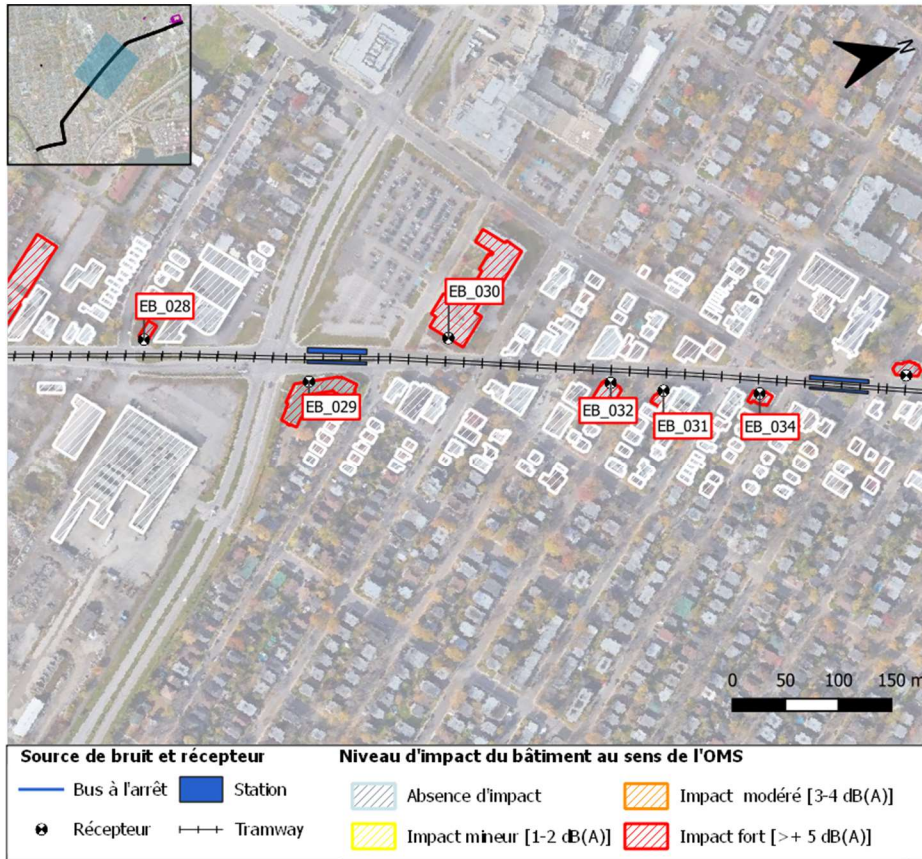 N
EB_028
EB_030
EB_029
EB_032
EB_031
EB_034
0 50 100 150 m
Source de bruit et récepteur
Bus à l'arrêt
Station
Récepteur
Tramway
Niveau d'impact du bâtiment au sens de l'OMS
Absence d'impact
Impact modéré [3-4 dB(A)]
Impact mineur [1-2 dB(A)]
Impact fort [>+ 5 dB(A)]